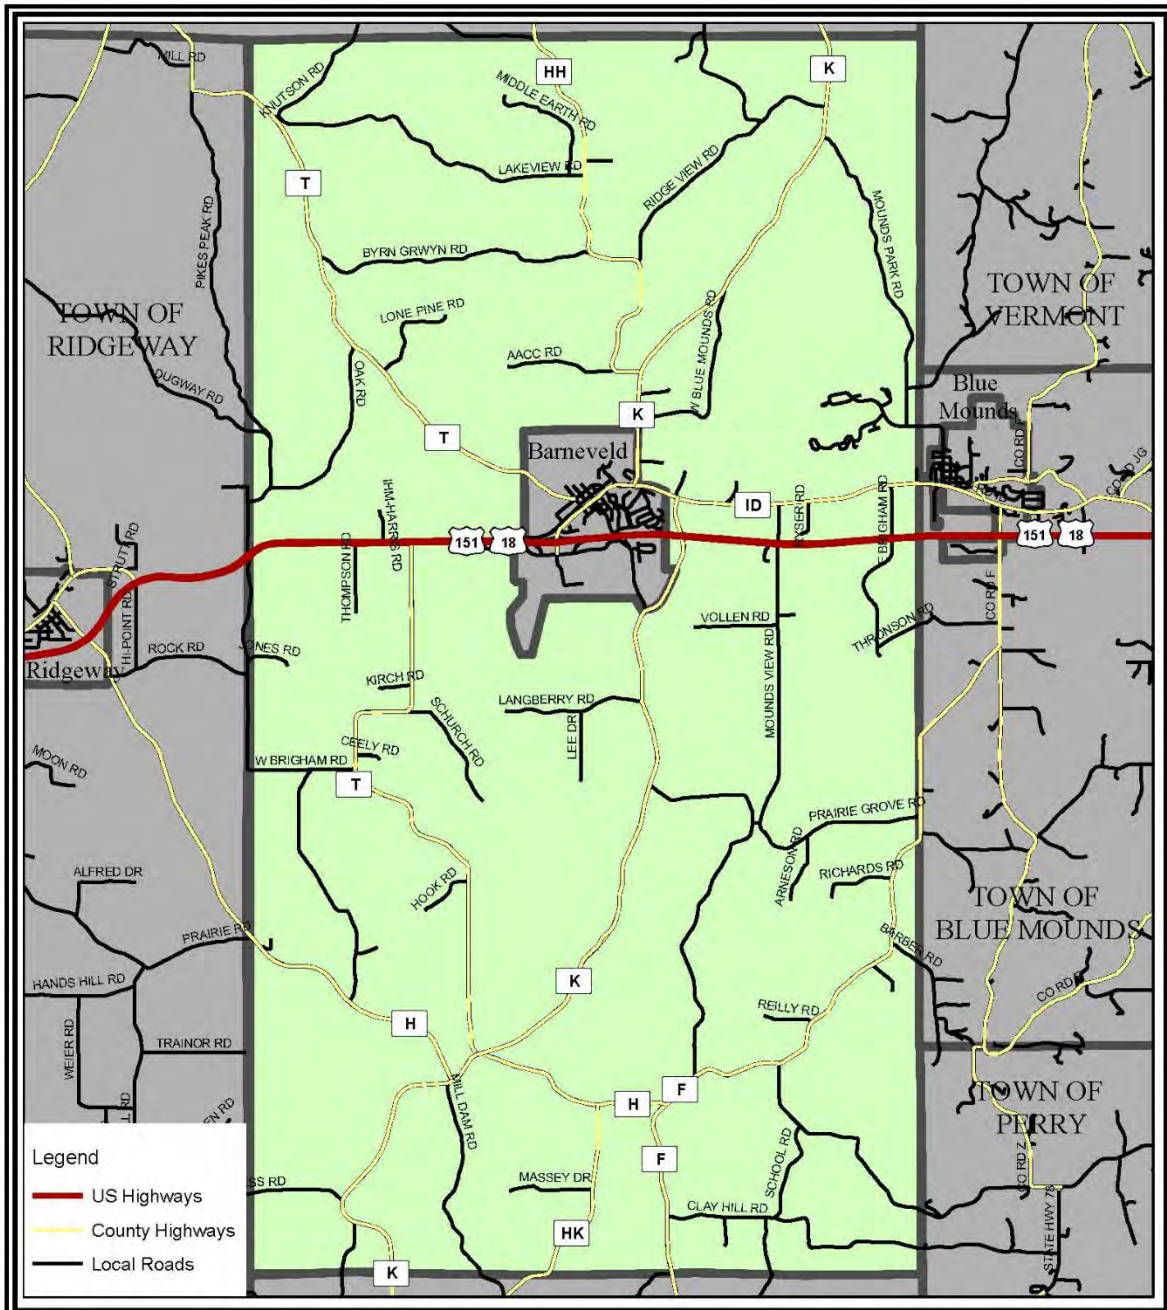 MILL RD
KNUTSON RD
HH
K
MIDDLE EARTH RD
LAKEVIEW RD
RIDGE VIEW RD
T
PIKES PEAK RD
BYRN GRWYN RD
MOUNDS PARK RD
TOWN OF
RIDGEWAY
TOWN OF
VERMONT
LONE PINE RD
AACC RD
OAK RD
DUGWAY RD
W BLUE MOUNDS RD
K
T
Blue
Mounds
Barneveld
CO RD F
CO RD JG
IHM-HARRIS RD
ID
RYSER RD
E BRIGHAM RD
151
18
151
18
STRUTT RD
THOMPSON RD
HI-POINT RD
ROCK RD
JONES RD
Ridgeway
VOLLEN RD
THRONSON RD
CO RD F
MOUNDS VIEW RD
KIRCH RD
LANGBERRY RD
SCHURCH RD
LEE DR
CEELY RD
W BRIGHAM RD
T
MOON RD
PRAIRIE GROVE RD
ARNESON RD
RICHARDS RD
ALFRED DR
HOOK RD
TOWN OF
BLUE MOUNDS
PRAIRIE RD
BARBER RD
HANDS HILL RD
K
CO RD F
H
REILLY RD
WEIER RD
TRAINOR RD
MILL DAM RD
H
F
TOWN OF
PERRY
F
SCHOOL RD
CO RD Z
Legend
US Highways
County Highways
Local Roads
SS RD
MASSEY DR
CLAY HILL RD
STATE HWY 78
HK
K